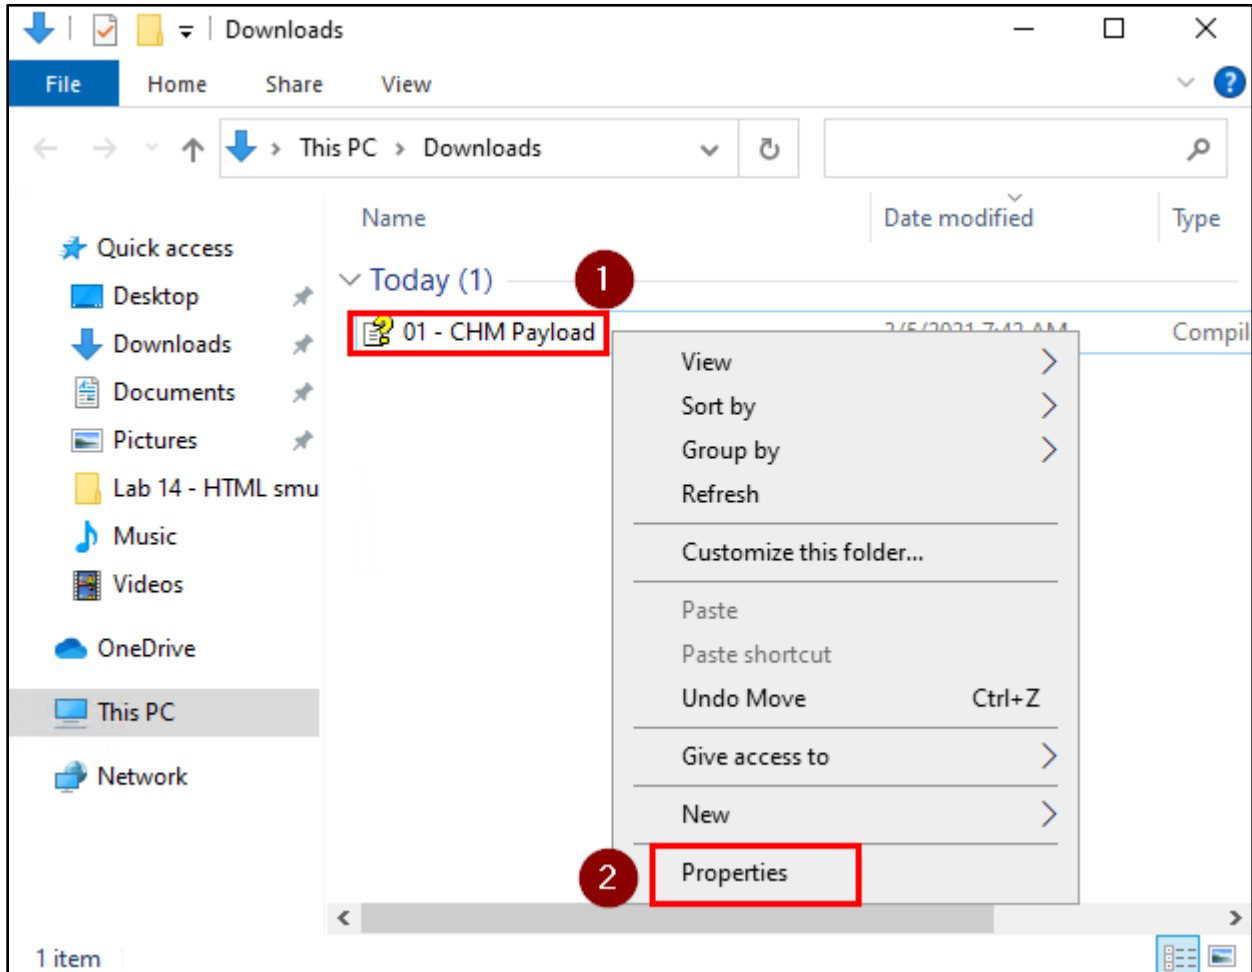 Downloads
File Home Share View
This PC > Downloads
Name Date modified Type
Quick access
Today (1)
1
Desktop
01 - CHM Payload
Compil
Downloads
Documents
Pictures
Lab 14 - HTML smu
Music
Videos
OneDrive
This PC
Network
View
Sort by
Group by
Refresh
Customize this folder...
Paste
Paste shortcut
Undo Move Ctrl+Z
Give access to
New
2 Properties
1 item